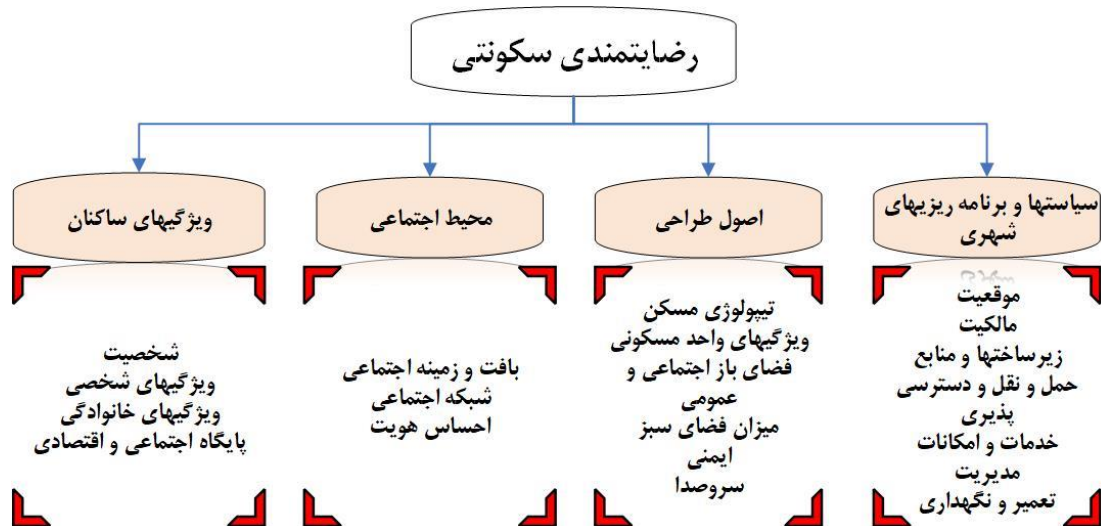 رضایتمندی سکونتی
سیاستها و برنامه ریزیهای
شهری
موقعیت
مالکیت
زیرساختها و منابع
حمل و نقل و دسترسی
پذیری
خدمات و امکانات
مدیریت
تعمیر و نگهداری
اصول طراحی
تیپولوژی مسکن
ویژگیهای واحد مسکونی
فضای باز اجتماعی و
عمومی
میزان فضای سبز
ایمنی
سروصدا
محیط اجتماعی
بافت و زمینه اجتماعی
شبکه اجتماعی
احساس هویت
ویژگیهای ساکنان
شخصیت
ویژگیهای شخصی
ویژگیهای خانوادگی
پایگاه اجتماعی و اقتصادی